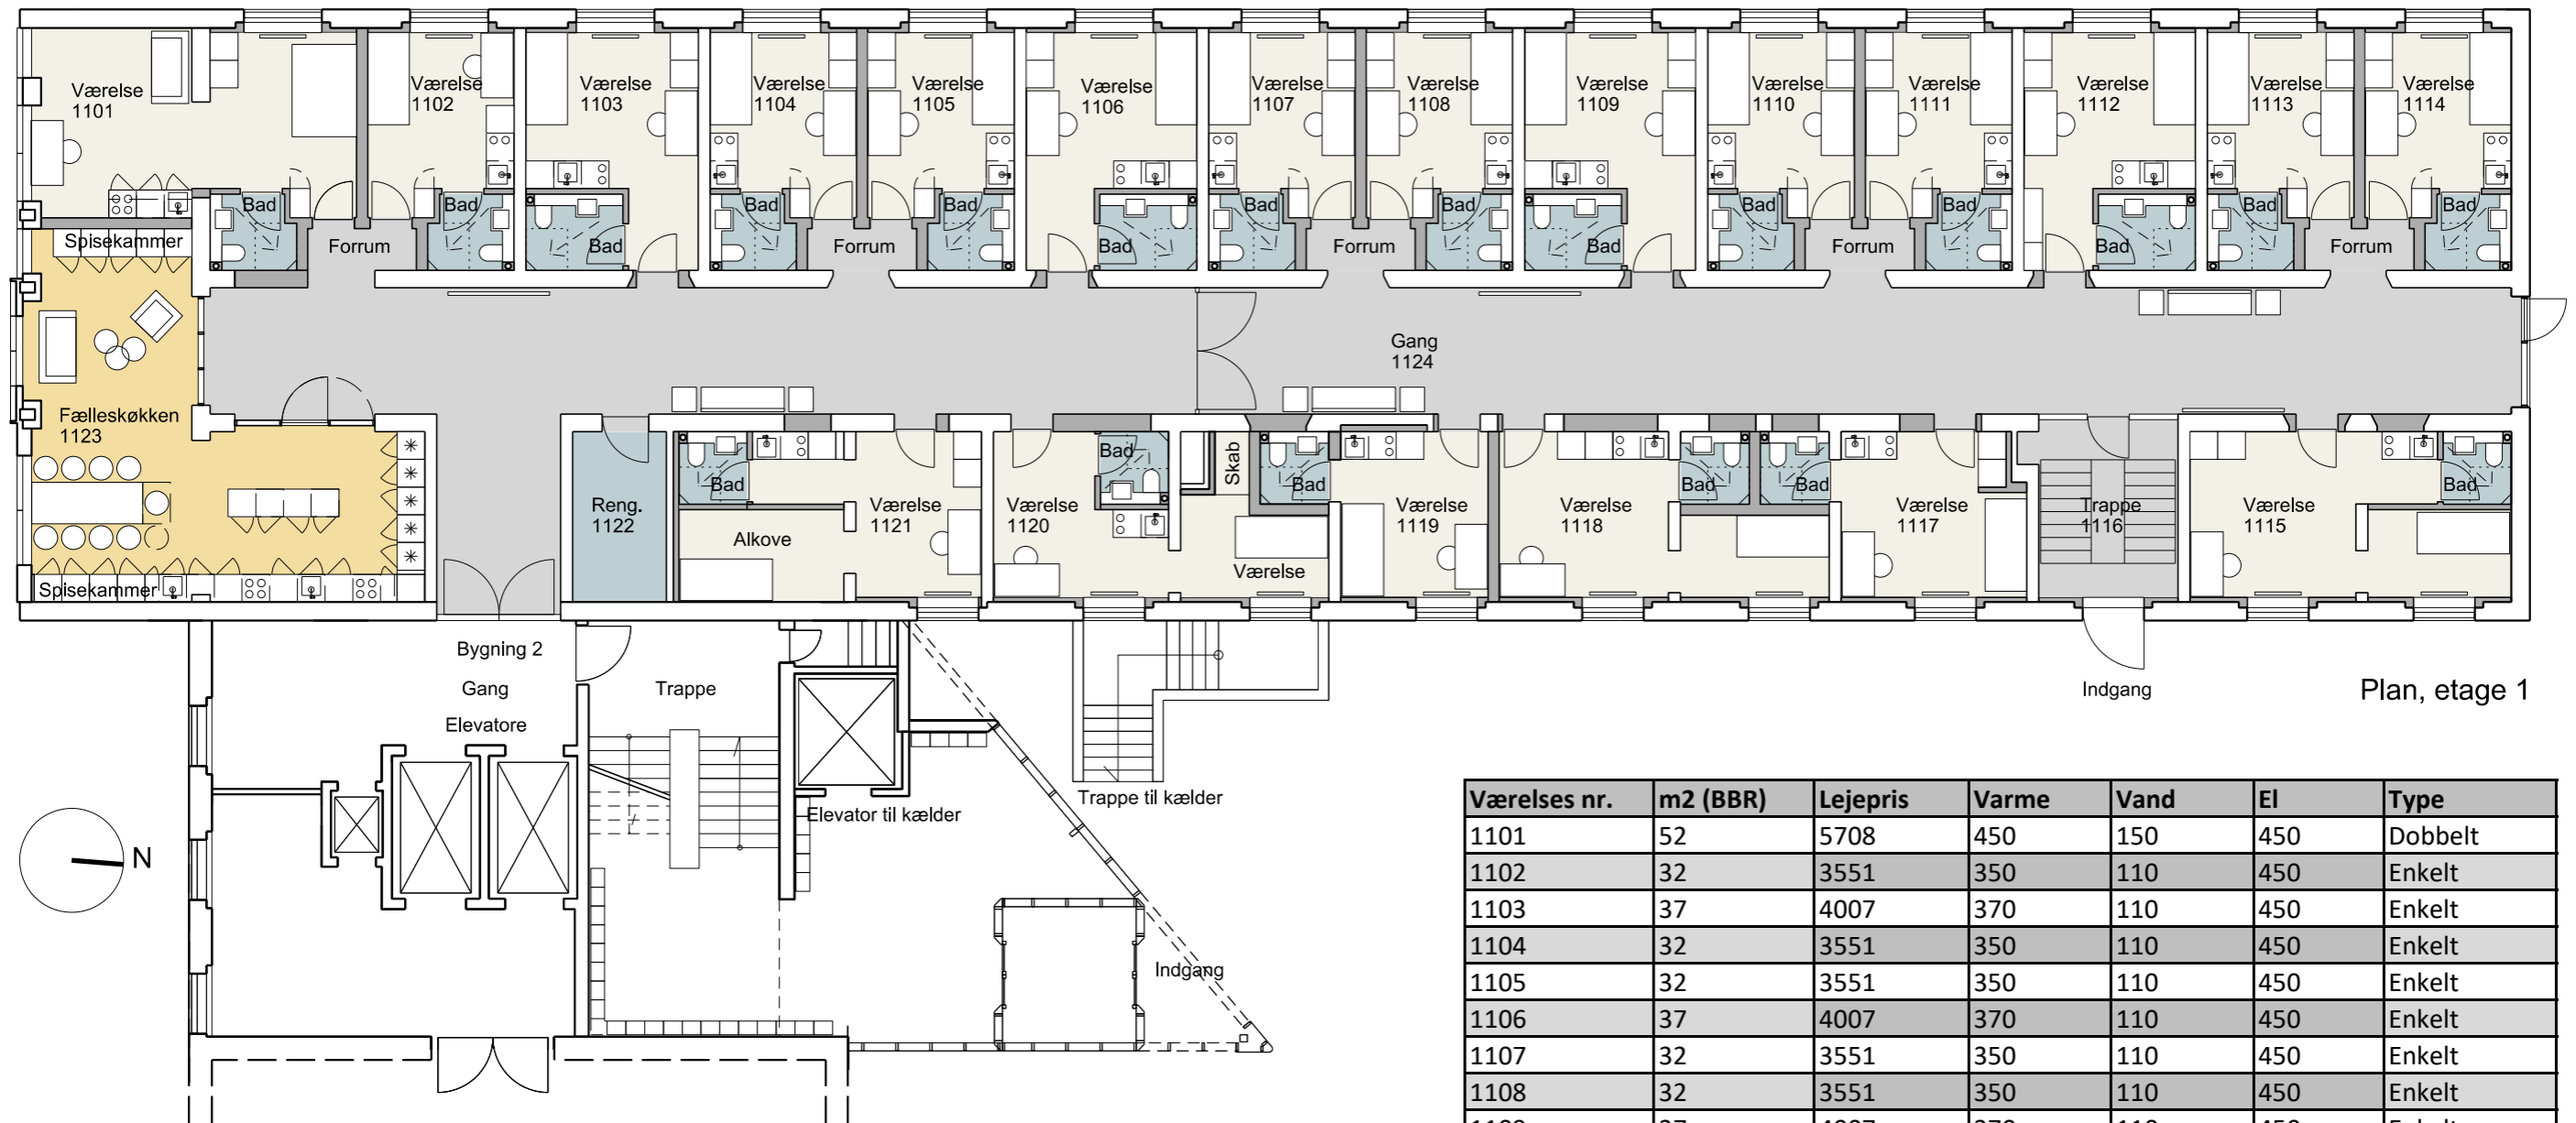 Værelse
1101
Værelse
1102
Værelse
1103
Værelse
1104
Værelse
1105
Værelse
1106
Værelse
1107
Værelse
1108
Værelse
1109
Værelse
1110
Værelse
1111
Værelse
1112
Værelse
1113
Værelse
1114
Bad
Bad
Bad
Bad
Bad
Bad
Bad
Bad
Bad
Bad
Bad
Bad
Bad
Bad
Forrum
Forrum
Forrum
Forrum
Forrum
Spisekammer
Gang
1124
Fælleskøkken
1123
Spisekammer
Reng.
1122
Bad
Alkove
Værelse
1121
Værelse
1120
Bad
Skab
Værelse
Bad
Værelse
1119
Værelse
1118
Bad
Bad
Værelse
1117
Trappe
1116
Værelse
1115
Bad
Bygning 2
Gang
Elevatore
Trappe
Elevator til kælder
Trappe til kælder
Indgang
Indgang
Plan, etage 1
N
Værelses nr. m2 (BBR) Lejepris Varme Vand El Type
1101 52 5708 450 150 450 Dobbelt
1102 32 3551 350 110 450 Enkelt
1103 37 4007 370 110 450 Enkelt
1104 32 3551 350 110 450 Enkelt
1105 32 3551 350 110 450 Enkelt
1106 37 4007 370 110 450 Enkelt
1107 32 3551 350 110 450 Enkelt
1108 32 3551 350 110 450 Enkelt
1109 37 4007 370 110 450 Enkelt